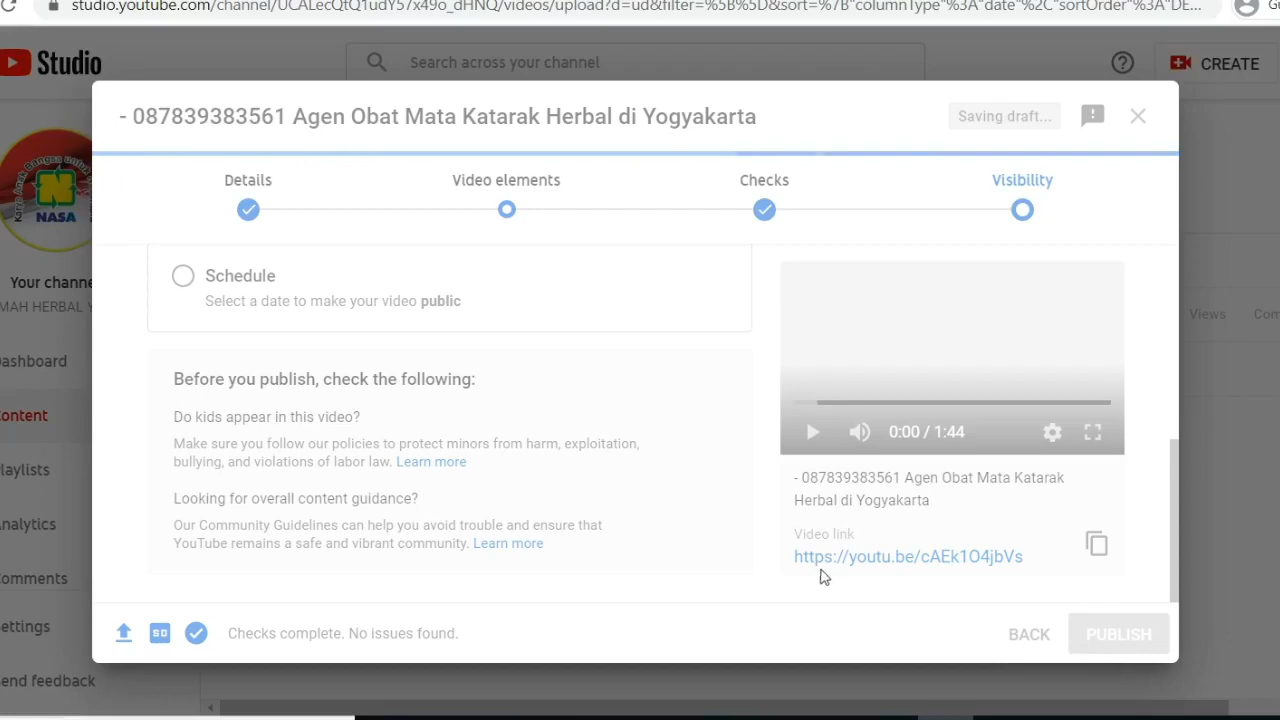 studio.youtube.com/channel/UCALecQtQ1udY57x49o_dHNQ/videos/upload?d=ud&filter=%5B%5D&sort=%7B"columnType"%3A"date"%2C"sortOrder"%3A"DE...
Studio
Search across your channel
CREATE
- 087839383561 Agen Obat Mata Katarak Herbal di Yogyakarta
Saving draft...
Details
Video elements
Checks
Visibility
Karya Anak Bangsa untuk
NASA
Your channe
MAH HERBAL Y
ashboard
ontent
laylists
nalytics
omments
ettings
end feedback
Schedule
Select a date to make your video public
Before you publish, check the following:
Do kids appear in this video?
Make sure you follow our policies to protect minors from harm, exploitation,
bullying, and violations of labor law. Learn more
Looking for overall content guidance?
Our Community Guidelines can help you avoid trouble and ensure that
YouTube remains a safe and vibrant community. Learn more
0:00 / 1:44
- 087839383561 Agen Obat Mata Katarak
Herbal di Yogyakarta
Video link
https://youtu.be/cAEk1O4jbVs
Views
Com
SD
Checks complete. No issues found.
BACK
PUBLISH